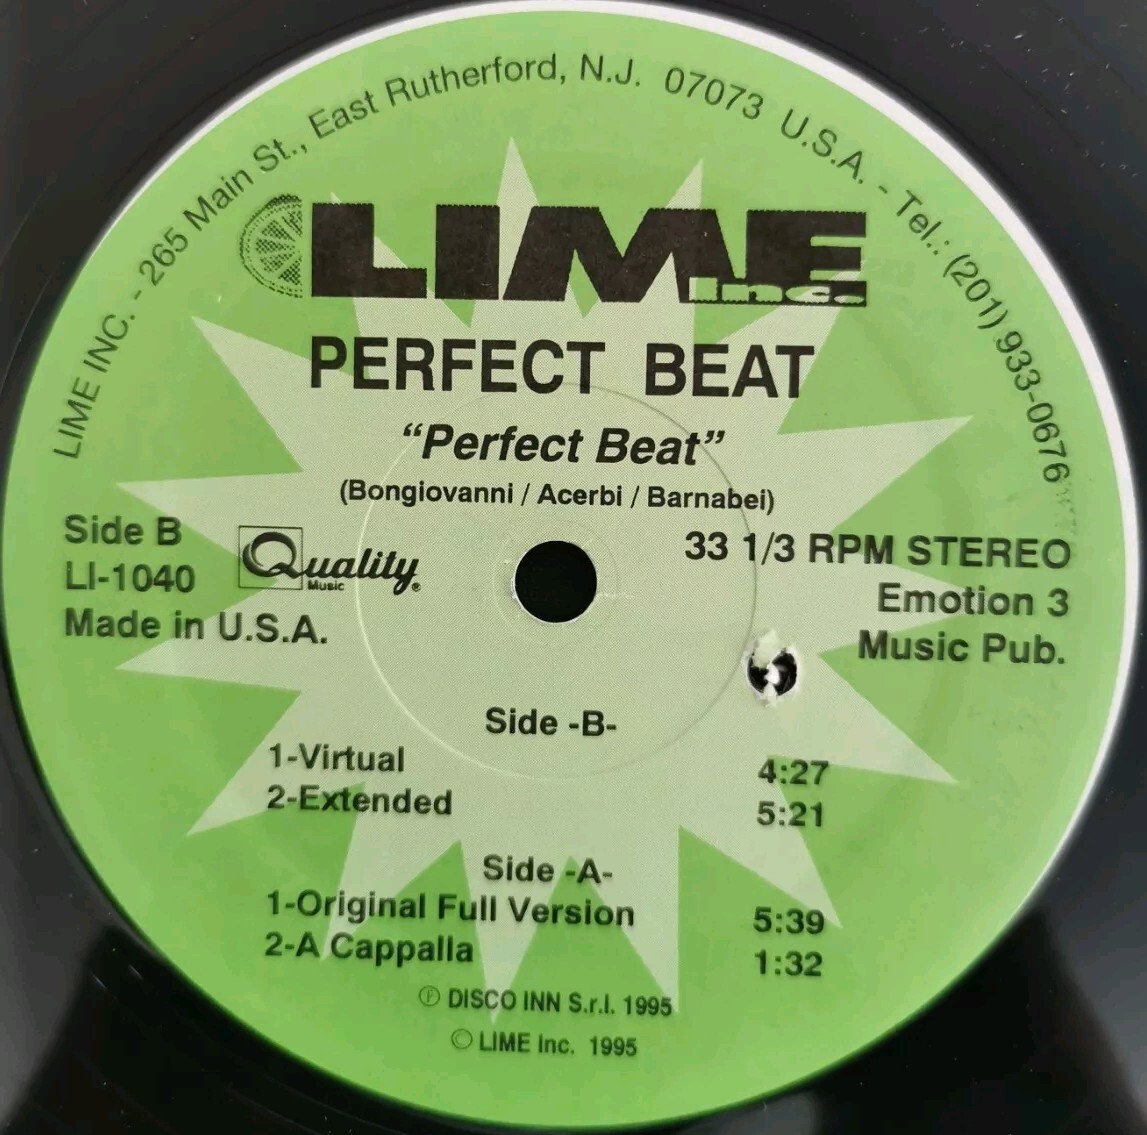 LIME INC. - 265 Main St., East Rutherford, N.J. 07073 U.S.A. - Tel.: (201) 933-0676
LIME
Inc.
PERFECT BEAT
“Perfect Beat”
(Bongiovanni / Acerbi / Barnabei)
Side B
LI-1040
Made in U.S.A.
Quality®
Music
33 1/3 RPM STEREO
Emotion 3
Music Pub.
Side -B-
1-Virtual 4:27
2-Extended 5:21
Side -A-
1-Original Full Version 5:39
2-A Cappalla 1:32
℗ DISCO INN S.r.l. 1995
© LIME Inc. 1995